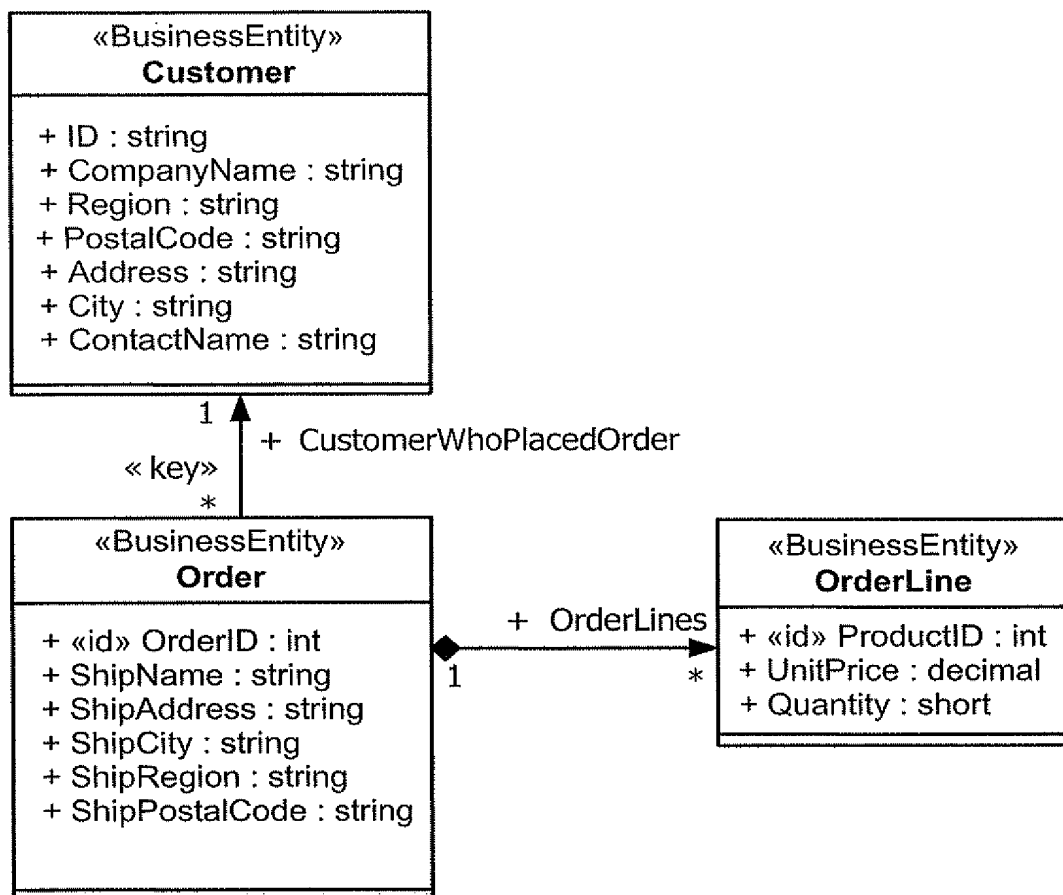 «BusinessEntity»
Customer
+ ID : string
+ CompanyName : string
+ Region : string
+ PostalCode : string
+ Address : string
+ City : string
+ ContactName : string
1
+ CustomerWhoPlacedOrder
« key»
*
«BusinessEntity»
Order
+ «id» OrderID : int
+ ShipName : string
+ ShipAddress : string
+ ShipCity : string
+ ShipRegion : string
+ ShipPostalCode : string
+ OrderLines
1
*
«BusinessEntity»
OrderLine
+ «id» ProductID : int
+ UnitPrice : decimal
+ Quantity : short